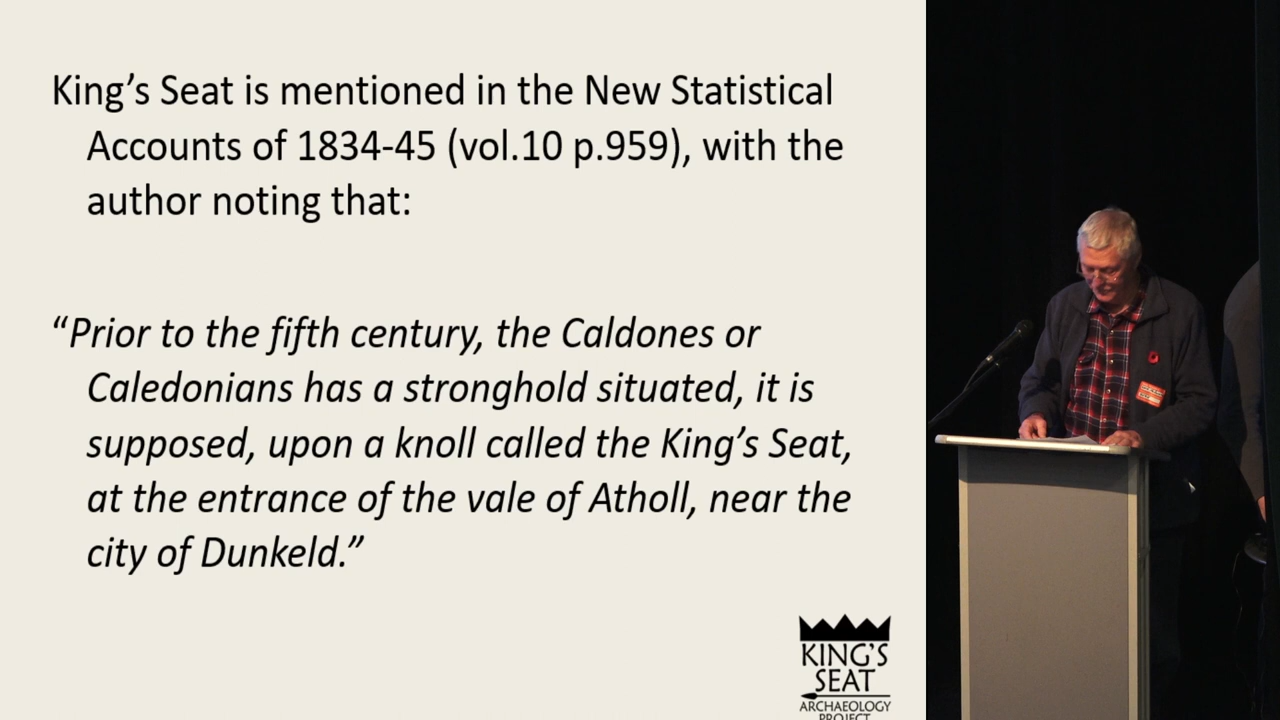 King’s Seat is mentioned in the New Statistical
Accounts of 1834-45 (vol.10 p.959), with the
author noting that:
“Prior to the fifth century, the Caldones or
Caledonians has a stronghold situated, it is
supposed, upon a knoll called the King’s Seat,
at the entrance of the vale of Atholl, near the
city of Dunkeld.”
KING’S
SEAT
ARCHAEOLOGY
PROJECT